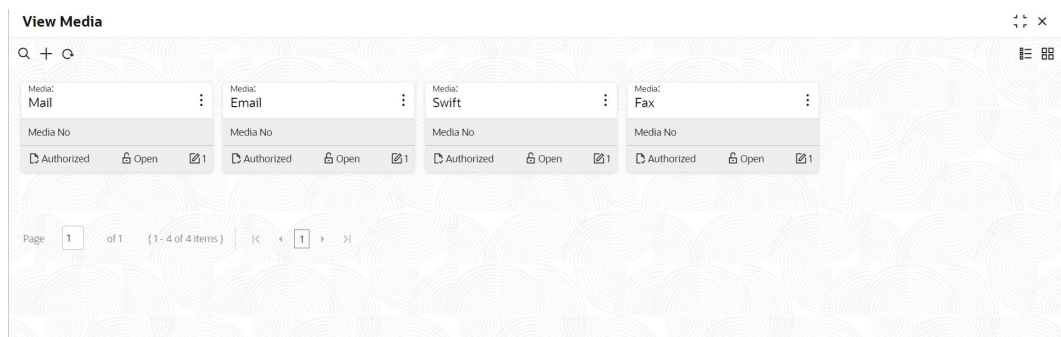 View Media
Media:
Mail
Media No
Authorized Open 1
Media:
Email
Media No
Authorized Open 1
Media:
Swift
Media No
Authorized Open 1
Media:
Fax
Media No
Authorized Open 1
Page 1 of 1 (1 - 4 of 4 items) 1